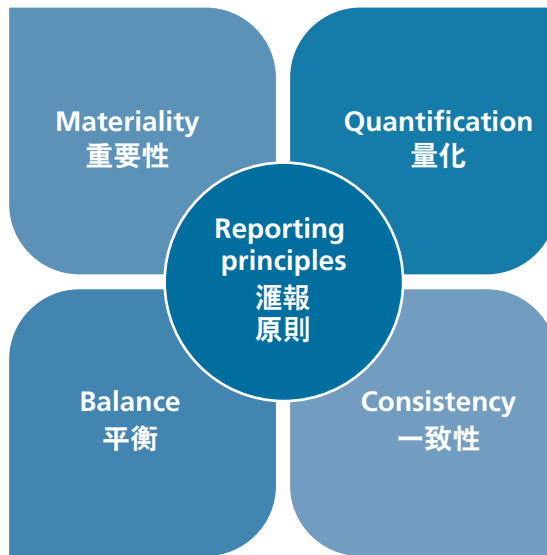 Materiality
重要性
Quantification
量化
Reporting
principles
滙報
原則
Balance
平衡
Consistency
一致性